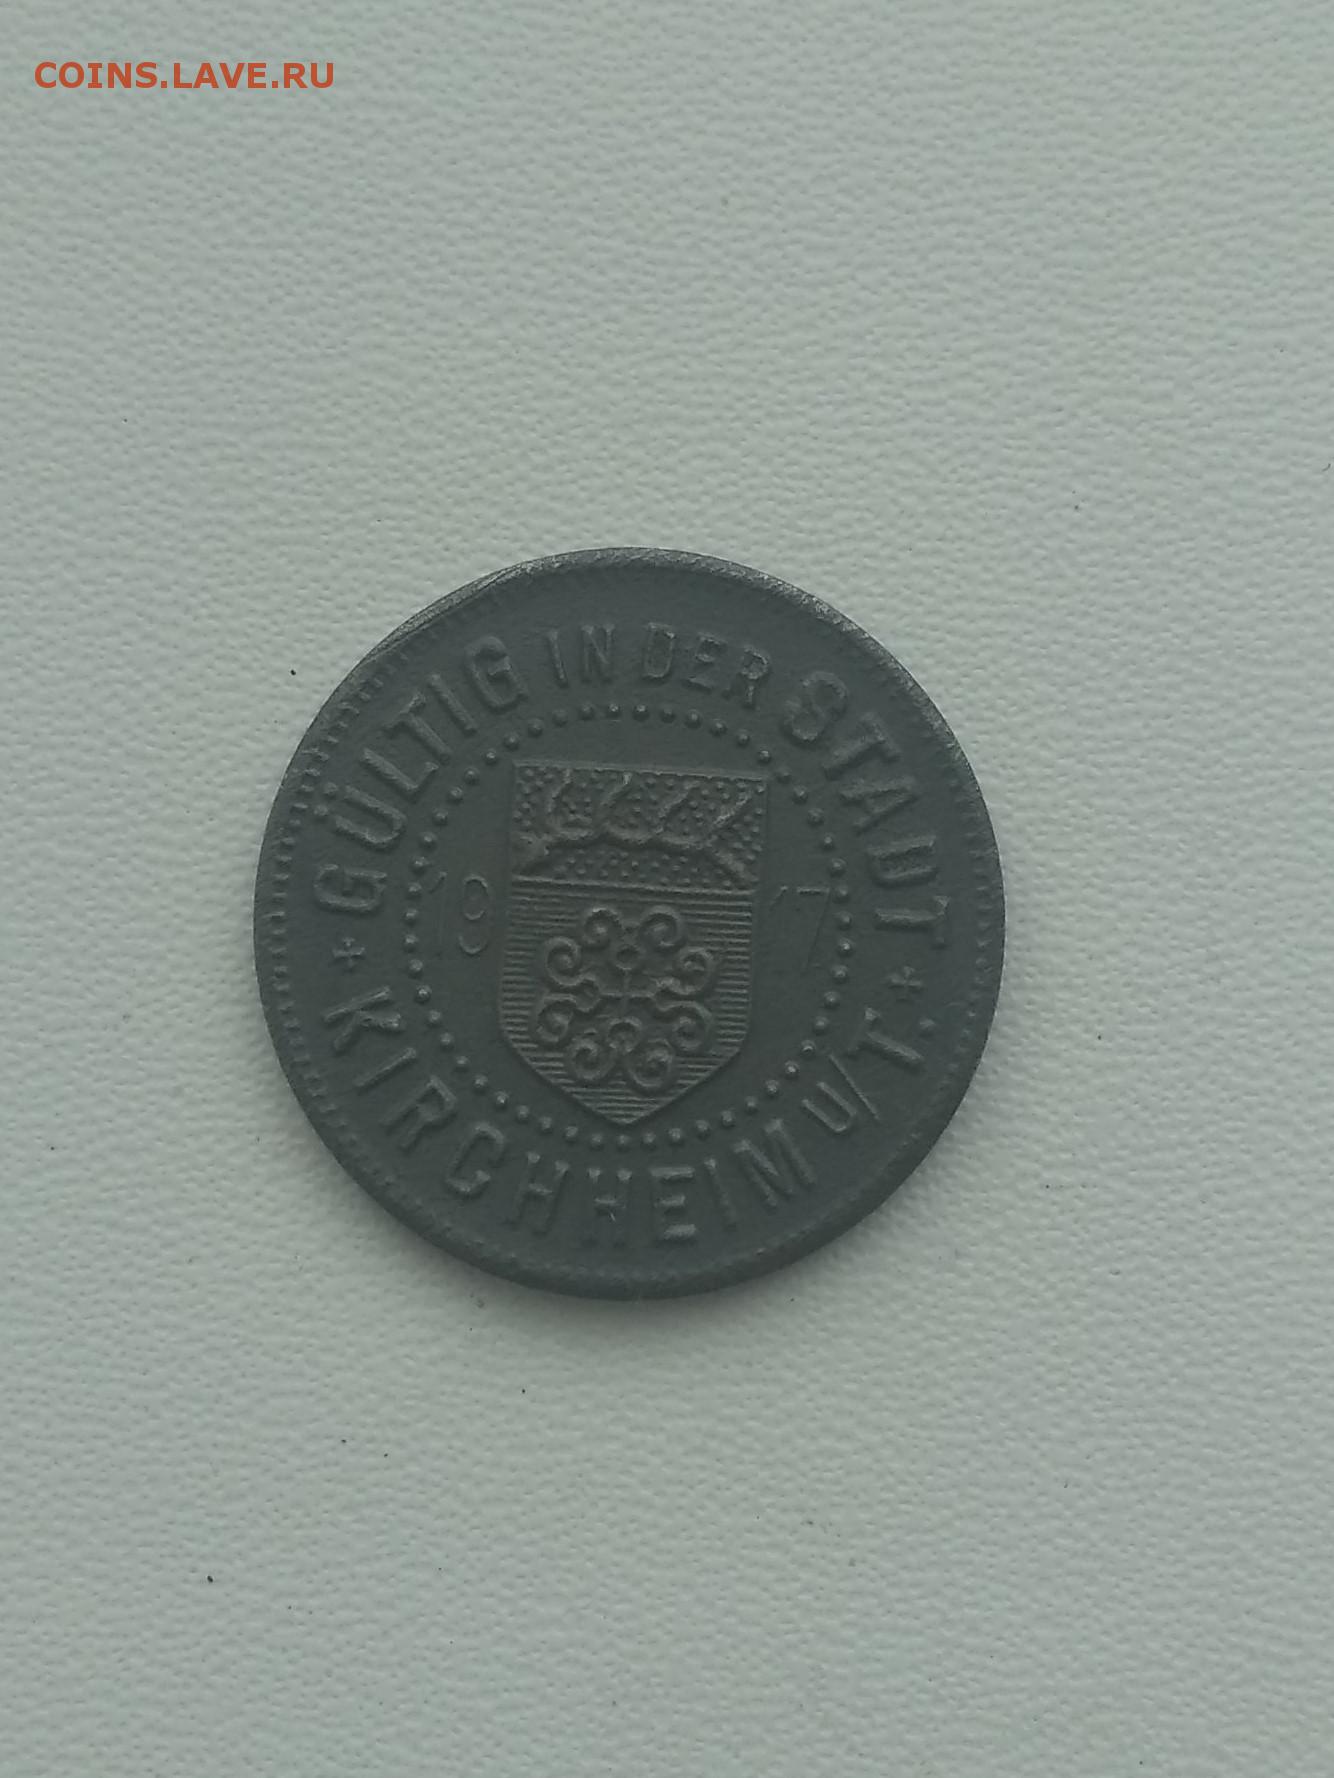 COINS.LAVE.RU
GÜLTIG IN DER STADT
1917
KIRCHHEIM U/T.